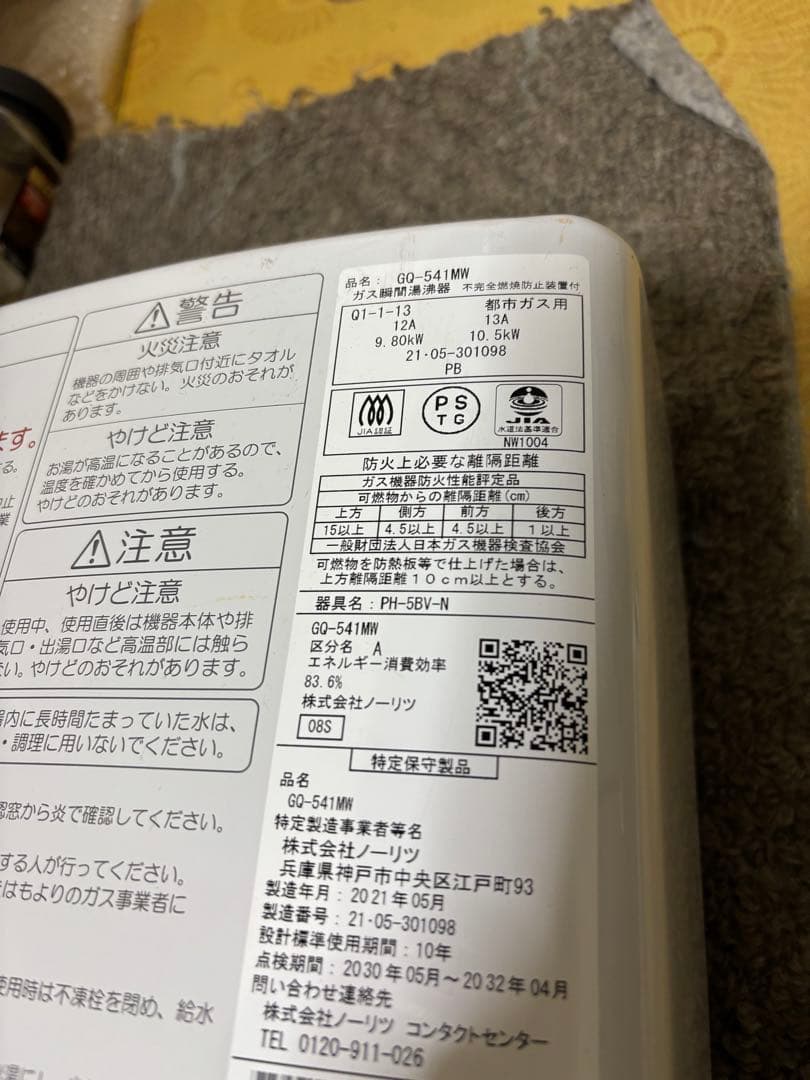 ます。
る。
警告
火災注意
機器の周囲や排気口付近にタオル
などをかけない。火災のおそれが
あります。
やけど注意
お湯が高温になることがあるので、
温度を確かめてから使用する。
やけどのおそれがあります。
注意
やけど注意
使用中、使用直後は機器本体や排
気口・出湯口など高温部には触ら
ない。やけどのおそれがあります。
器内に長時間たまっていた水は、
・調理に用いないでください。
認窓から炎で確認してください。
する人が行ってください。
はもよりのガス事業者に
使用時は不凍栓を閉め、給水
品名： GQ-541MW
ガス瞬間湯沸器 不完全燃焼防止装置付
Q1-1-13 都市ガス用
12A 13A
9.80kW 10.5kW
21・05-301098
PB
JIA認証
PS
TG
JIA
水道法基準適合
NW1004
防火上必要な離隔距離
ガス機器防火性能評定品
可燃物からの離隔距離(cm)
上方 側方 前方 後方
15以上 4.5以上 4.5以上 1以上
一般財団法人日本ガス機器検査協会
可燃物を防熱板等で仕上げた場合は、
上方離隔距離10cm以上とする。
器具名：PH-5BV-N
GQ-541MW
区分名 A
エネルギー消費効率
83.6%
株式会社ノーリツ
08S
特定保守製品
品名
GQ-541MW
特定製造事業者等名
株式会社ノーリツ
兵庫県神戸市中央区江戸町93
製造年月：2021年05月
製造番号：21・05-301098
設計標準使用期間：10年
点検期間：2030年05月～2032年04月
問い合わせ連絡先
株式会社ノーリツ コンタクトセンター
TEL 0120-911-026